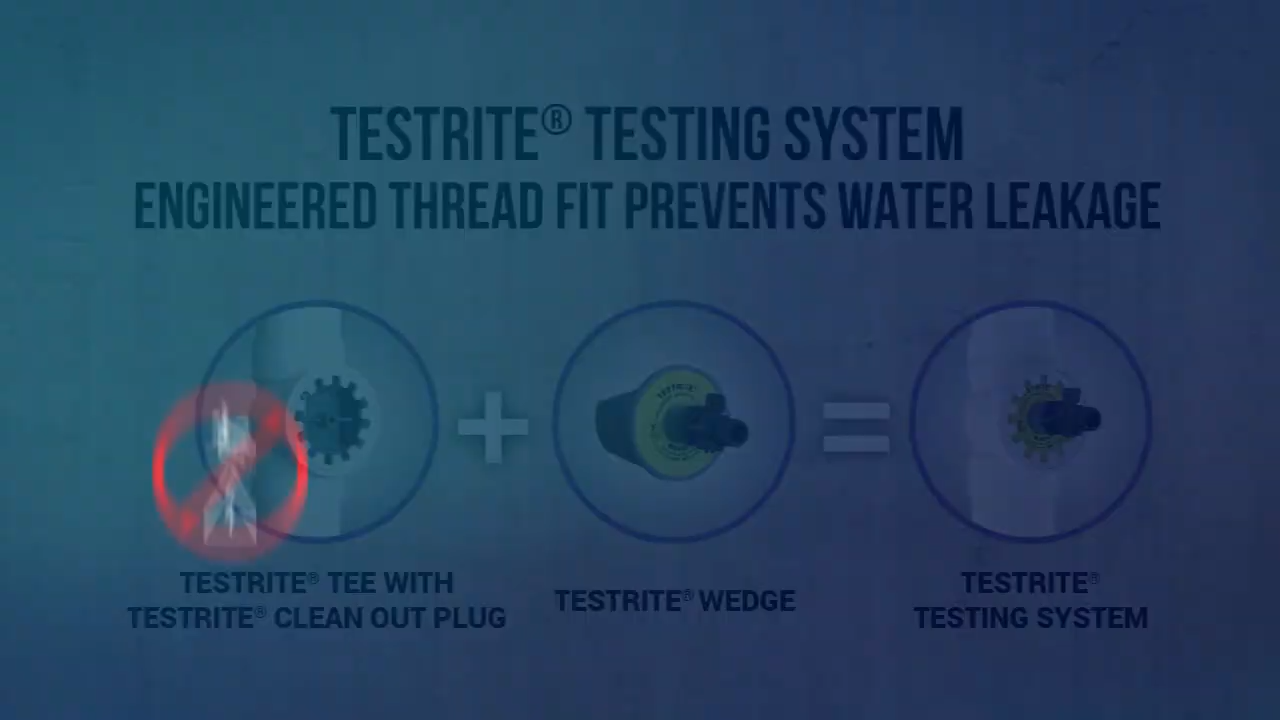 TESTRITE® TESTING SYSTEM
ENGINEERED THREAD FIT PREVENTS WATER LEAKAGE
TESTRITE
TESTRITE® TEE WITH
TESTRITE® CLEAN OUT PLUG
TESTRITE® WEDGE
TESTRITE®
TESTING SYSTEM